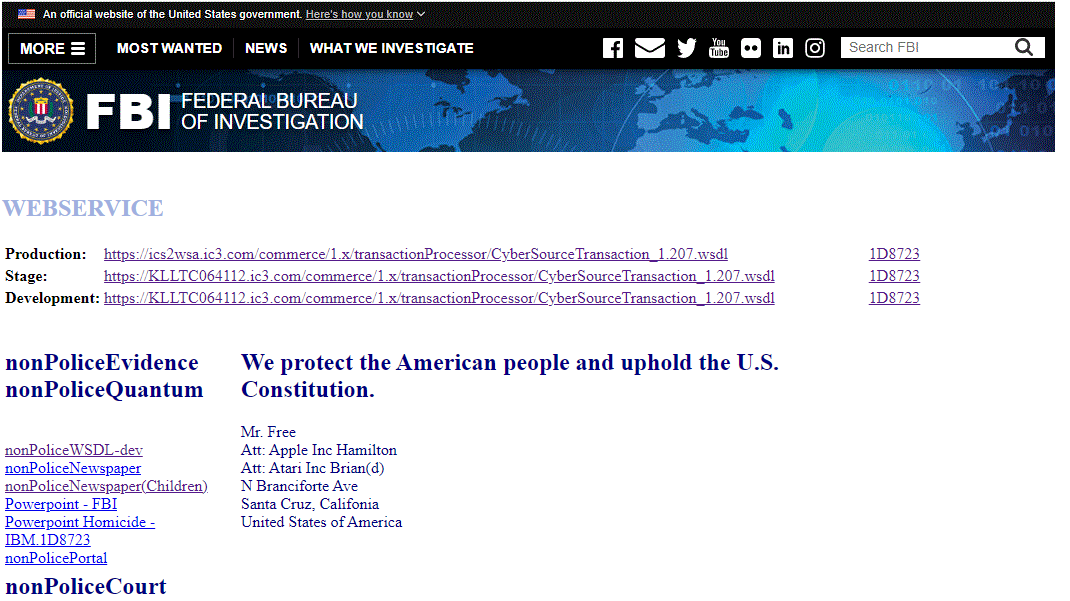 An official website of the United States government. Here's how you know
MORE MOST WANTED NEWS WHAT WE INVESTIGATE You Tube in Search FBI
FBI FEDERAL BUREAU
OF INVESTIGATION
WEBSERVICE
Production: https://ics2wsa.ic3.com/commerce/1.x/transactionProcessor/CyberSourceTransaction_1.207.wsdl 1D8723
Stage: https://KLLTC064112.ic3.com/commerce/1.x/transactionProcessor/CyberSourceTransaction_1.207.wsdl 1D8723
Development: https://KLLTC064112.ic3.com/commerce/1.x/transactionProcessor/CyberSourceTransaction_1.207.wsdl 1D8723
nonPoliceEvidence
nonPoliceQuantum
nonPoliceWSDL-dev
nonPoliceNewspaper
nonPoliceNewspaper(Children)
Powerpoint - FBI
Powerpoint Homicide -
IBM.1D8723
nonPolicePortal
nonPoliceCourt
We protect the American people and uphold the U.S.
Constitution.
Mr. Free
Att: Apple Inc Hamilton
Att: Atari Inc Brian(d)
N Branciforte Ave
Santa Cruz, Califonia
United States of America